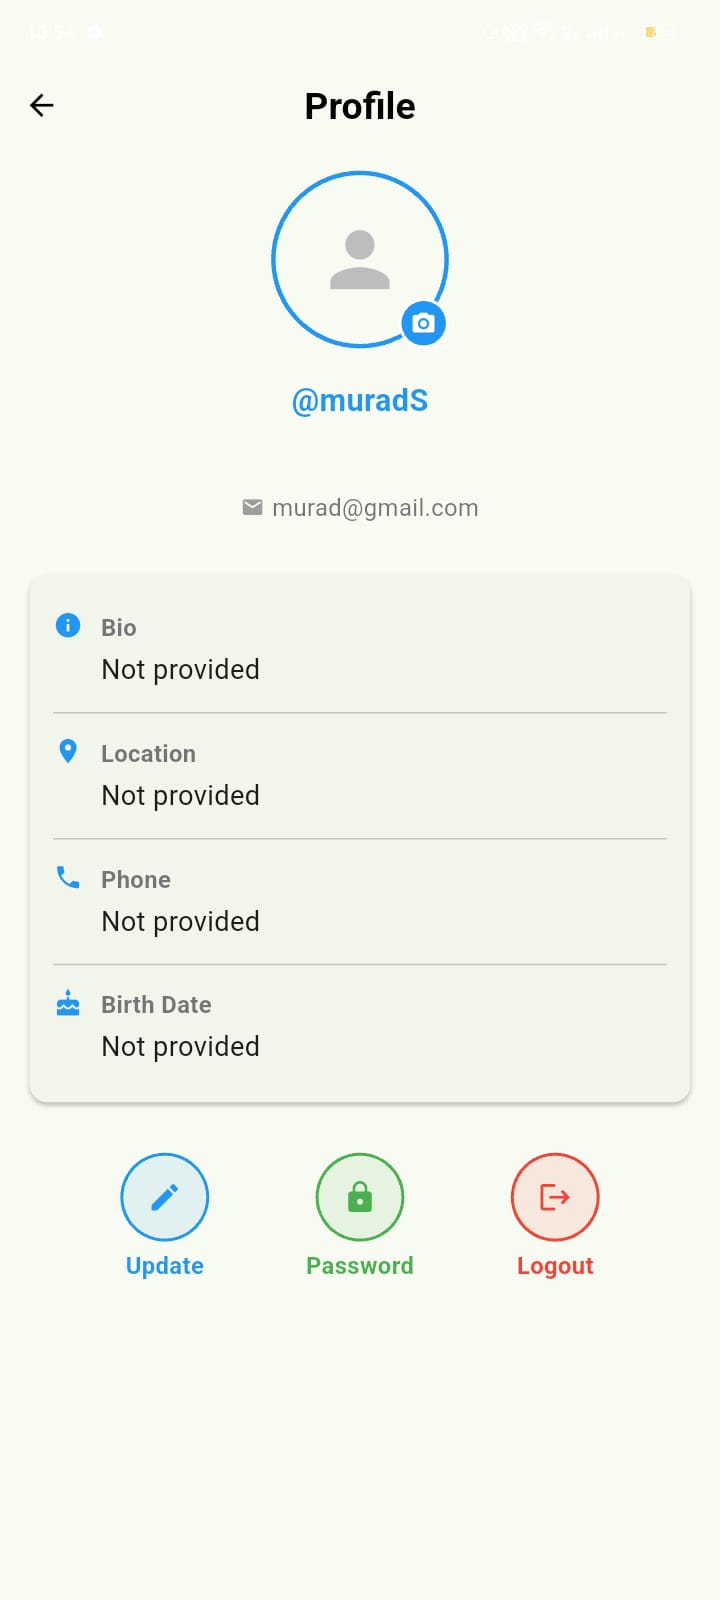 10:54
Profile
@muradS
murad@gmail.com
Bio
Not provided
Location
Not provided
Phone
Not provided
Birth Date
Not provided
Update
Password
Logout